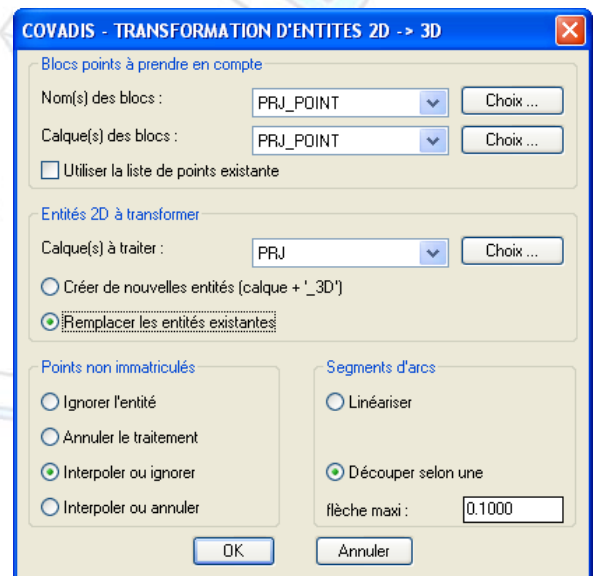 COVADIS - TRANSFORMATION D'ENTITES 2D -> 3D
Blocs points à prendre en compte
Nom(s) des blocs : PRJ_POINT Choix ...
Calque(s) des blocs : PRJ_POINT Choix ...
Utiliser la liste de points existante
Entités 2D à transformer
Calque(s) à traiter : PRJ Choix ...
Créer de nouvelles entités (calque + '_3D')
Remplacer les entités existantes
Points non immatriculés
Ignorer l'entité
Annuler le traitement
Interpoler ou ignorer
Interpoler ou annuler
Segments d'arcs
Linéariser
Découper selon une
flèche maxi : 0.1000
OK Annuler